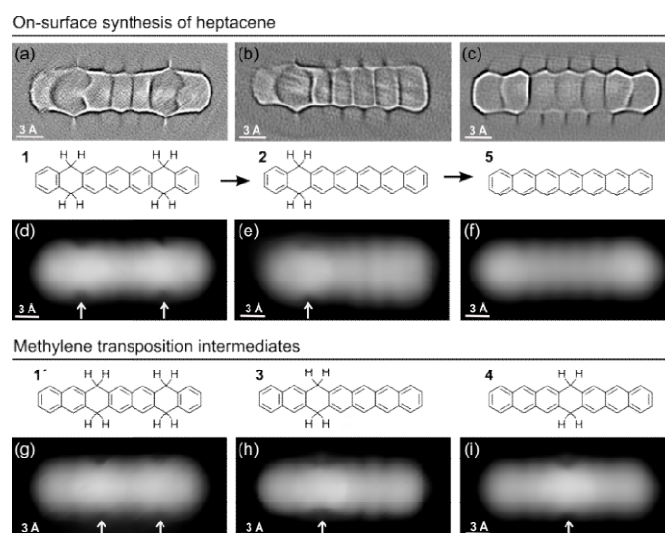 On-surface synthesis of heptacene
(a) (b) (c)
3 Å 3 Å 3 Å
1 H H H H 2 H H 5
H H H H H H
(d) (e) (f)
3 Å 3 Å 3 Å
Methylene transposition intermediates
1´ H H H H 3 H H 4 H H
H H H H H H H H
(g) (h) (i)
3 Å 3 Å 3 Å